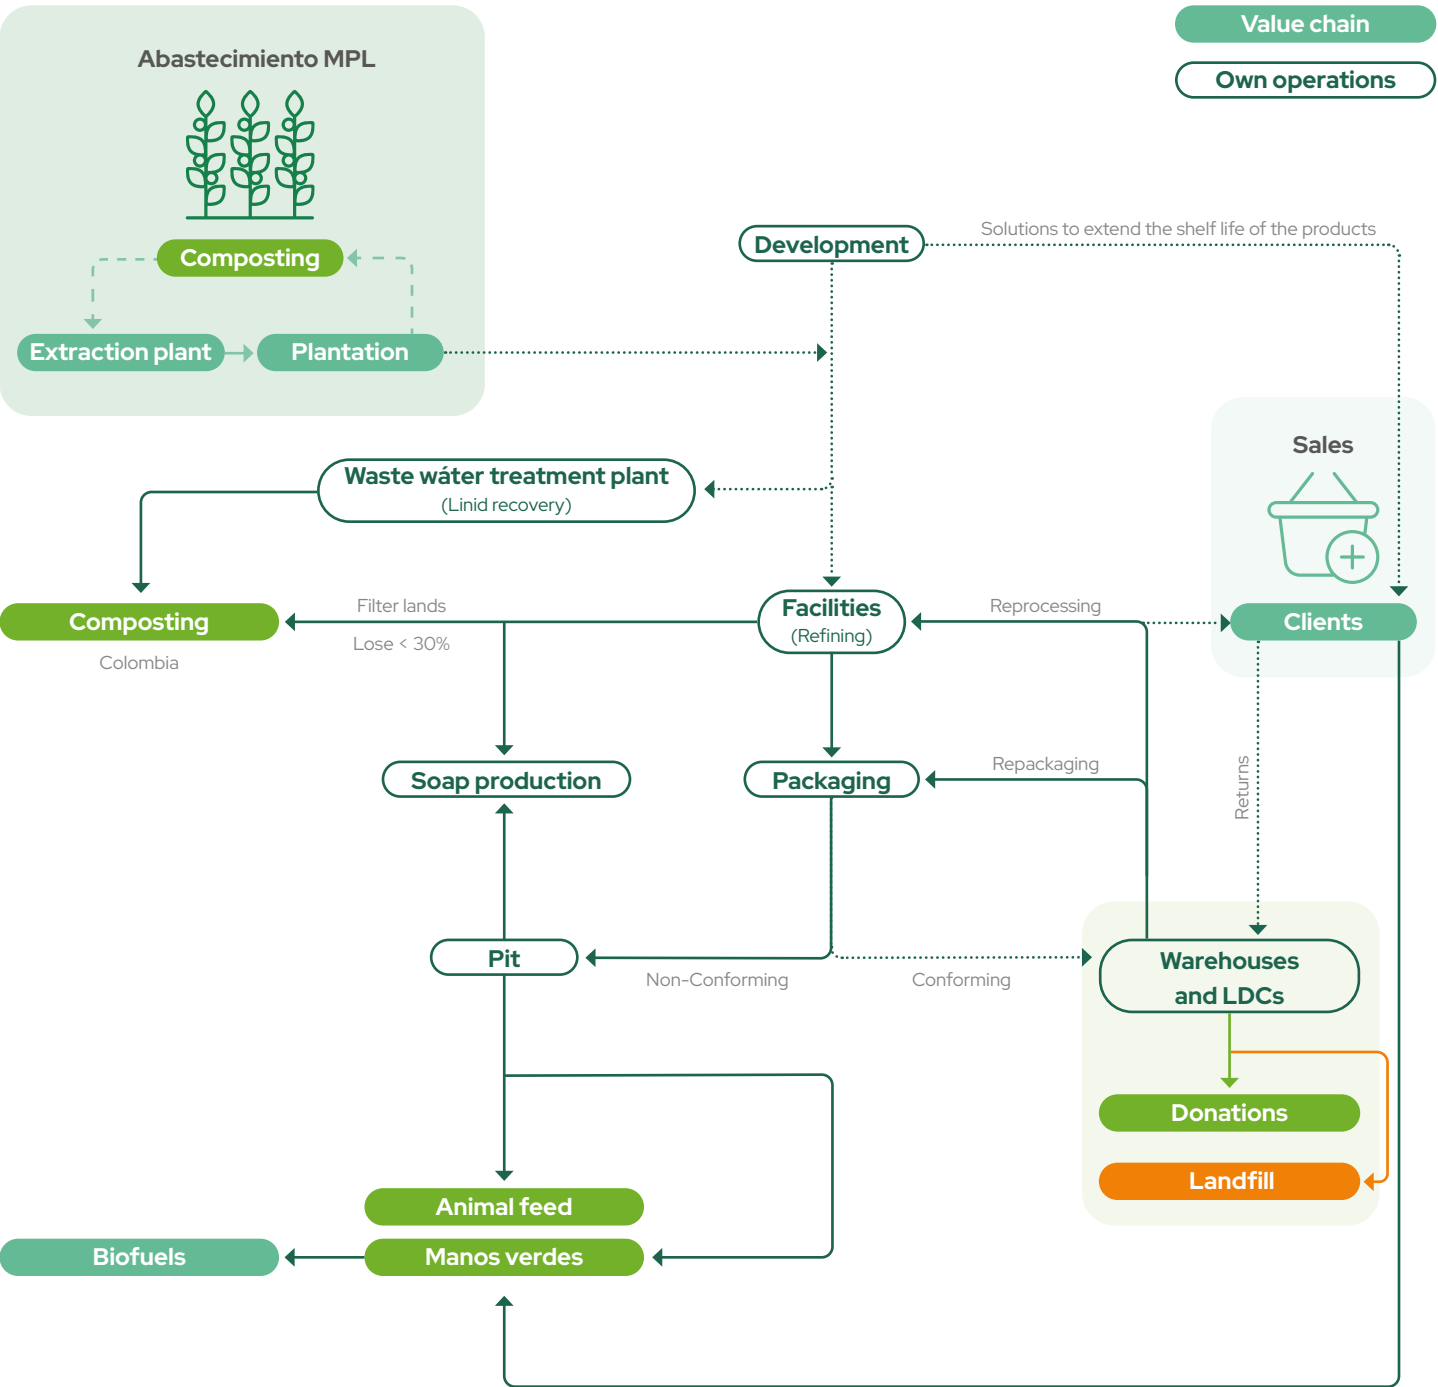 Value chain
Own operations
Abastecimiento MPL
Composting
Extraction plant
Plantation
Development
Solutions to extend the shelf life of the products
Sales
Waste wáter treatment plant
(Linid recovery)
Composting
Colombia
Filter lands
Lose < 30%
Facilities
(Refining)
Reprocessing
Clients
Soap production
Packaging
Repackaging
Returns
Pit
Non-Conforming
Conforming
Warehouses
and LDCs
Donations
Landfill
Animal feed
Biofuels
Manos verdes